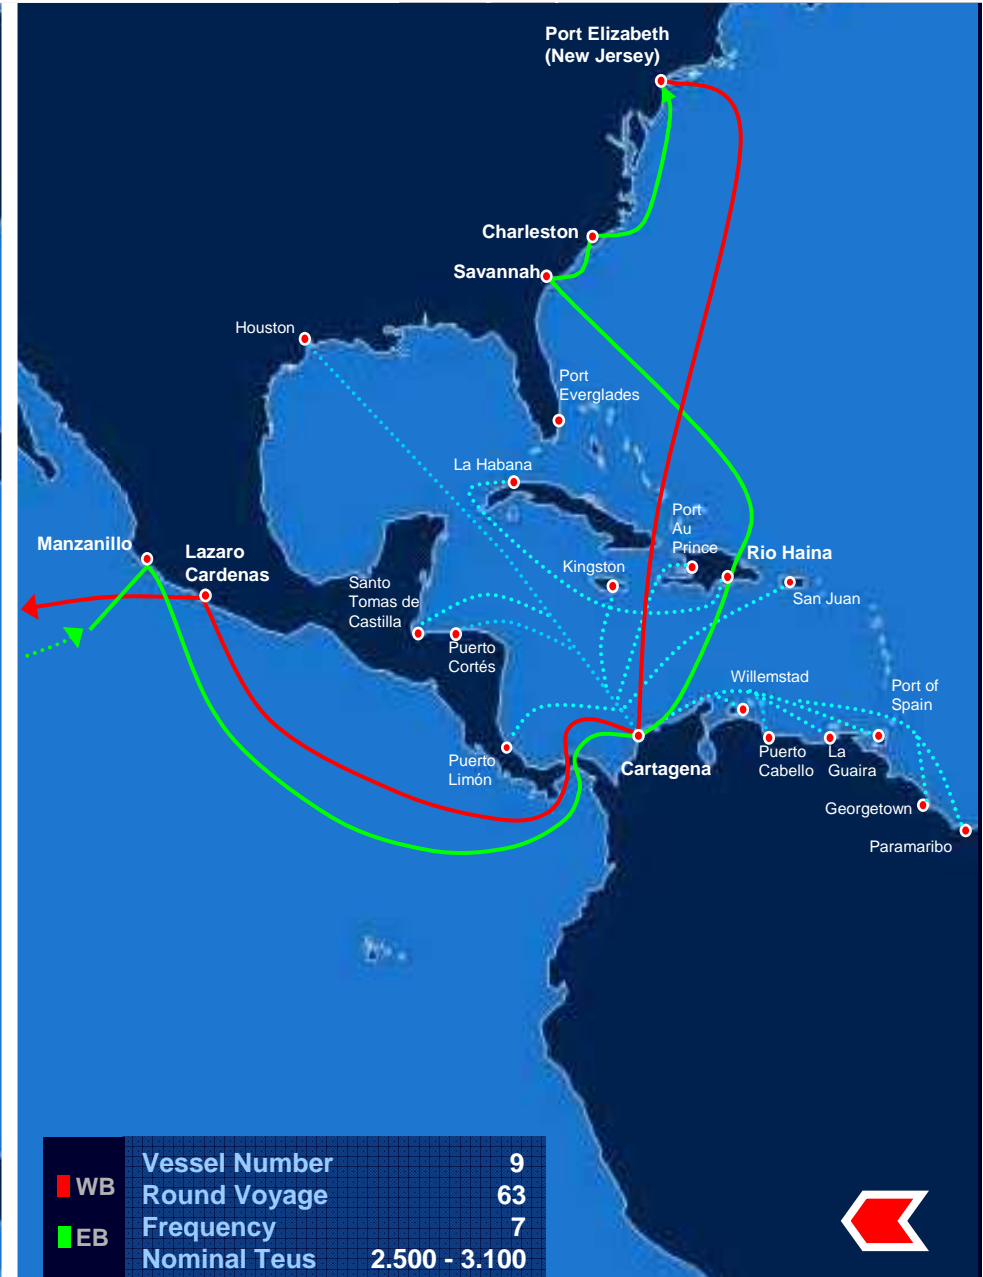 Port Elizabeth
(New Jersey)
Charleston
Savannah
Houston
Port
Everglades
La Habana
Port
Au
Prince
Manzanillo
Lazaro
Cardenas
Rio Haina
Kingston
Santo
Tomas de
Castilla
San Juan
Puerto
Cortés
Willemstad
Port of
Spain
Puerto
Limón
Cartagena
Puerto
Cabello
La
Guaira
Georgetown
Paramaribo
WB
EB
Vessel Number 9
Round Voyage 63
Frequency 7
Nominal Teus 2.500 - 3.100